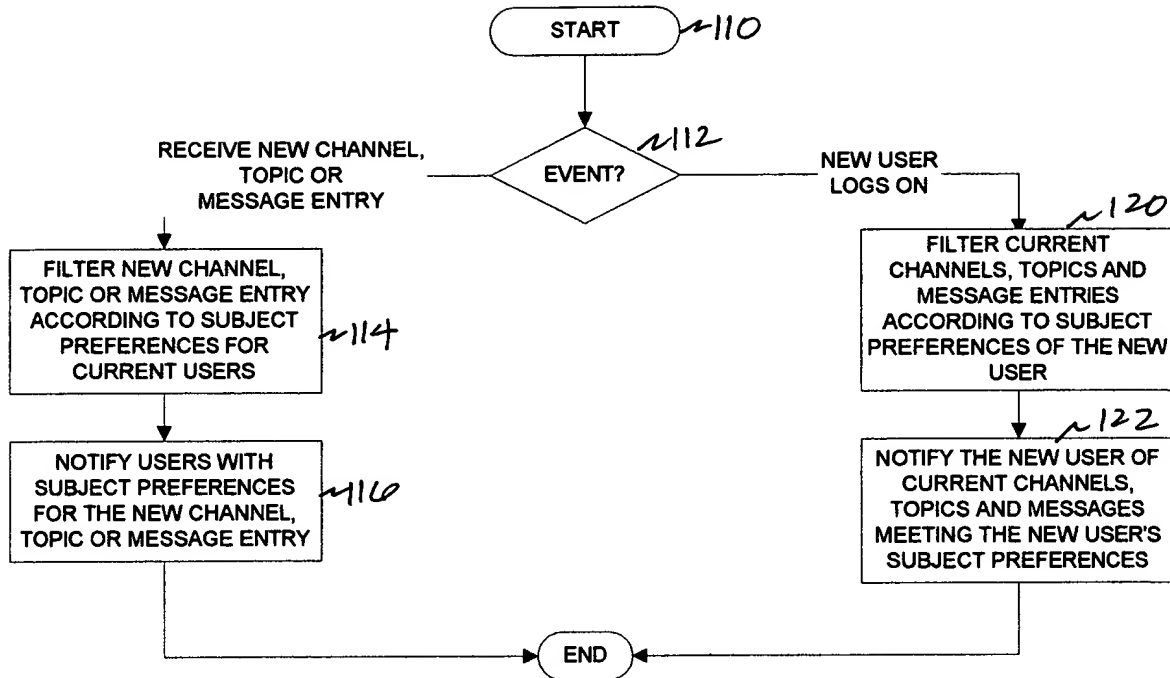 START
110
112
EVENT?
RECEIVE NEW CHANNEL,
TOPIC OR
MESSAGE ENTRY
NEW USER
LOGS ON
FILTER NEW CHANNEL,
TOPIC OR MESSAGE ENTRY
ACCORDING TO SUBJECT
PREFERENCES FOR
CURRENT USERS
114
120
FILTER CURRENT
CHANNELS, TOPICS AND
MESSAGE ENTRIES
ACCORDING TO SUBJECT
PREFERENCES OF THE NEW
USER
NOTIFY USERS WITH
SUBJECT PREFERENCES
FOR THE NEW CHANNEL,
TOPIC OR MESSAGE ENTRY
116
122
NOTIFY THE NEW USER OF
CURRENT CHANNELS,
TOPICS AND MESSAGES
MEETING THE NEW USER'S
SUBJECT PREFERENCES
END